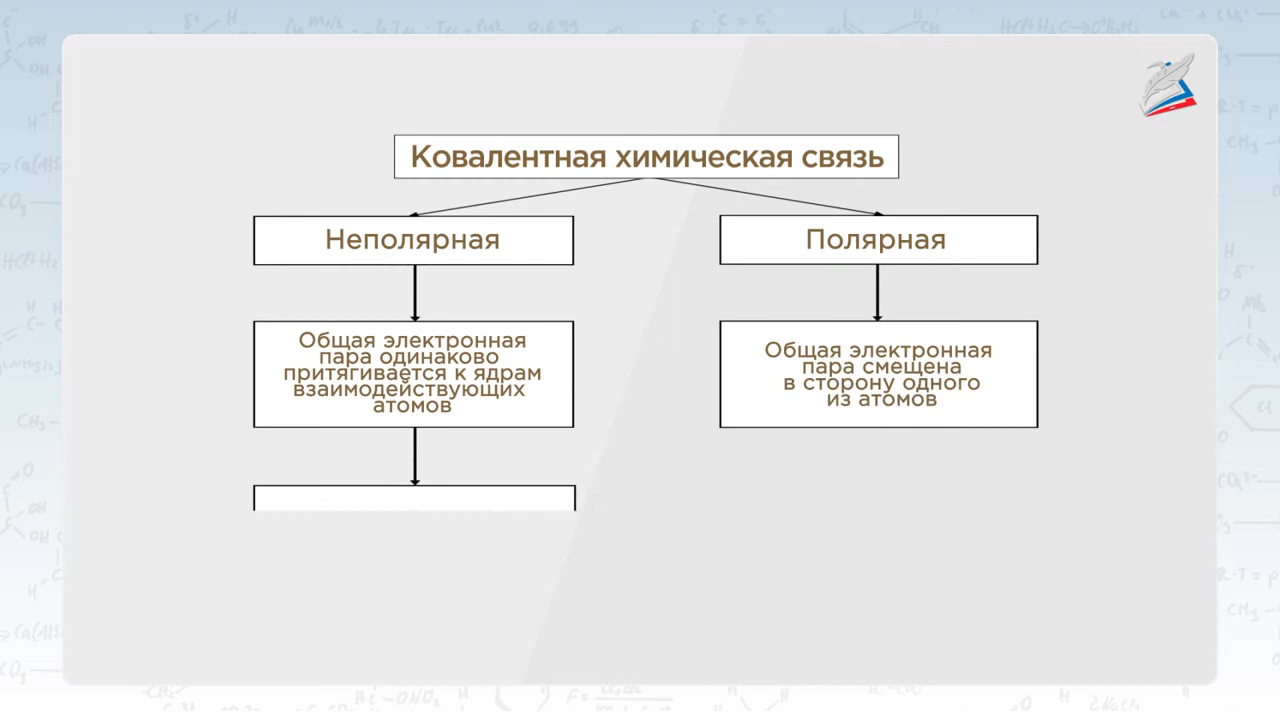 Ковалентная химическая связь
Неполярная
Полярная
Общая электронная
пара одинаково
притягивается к ядрам
взаимодействующих
атомов
Общая электронная
пара смещена
в сторону одного
из атомов